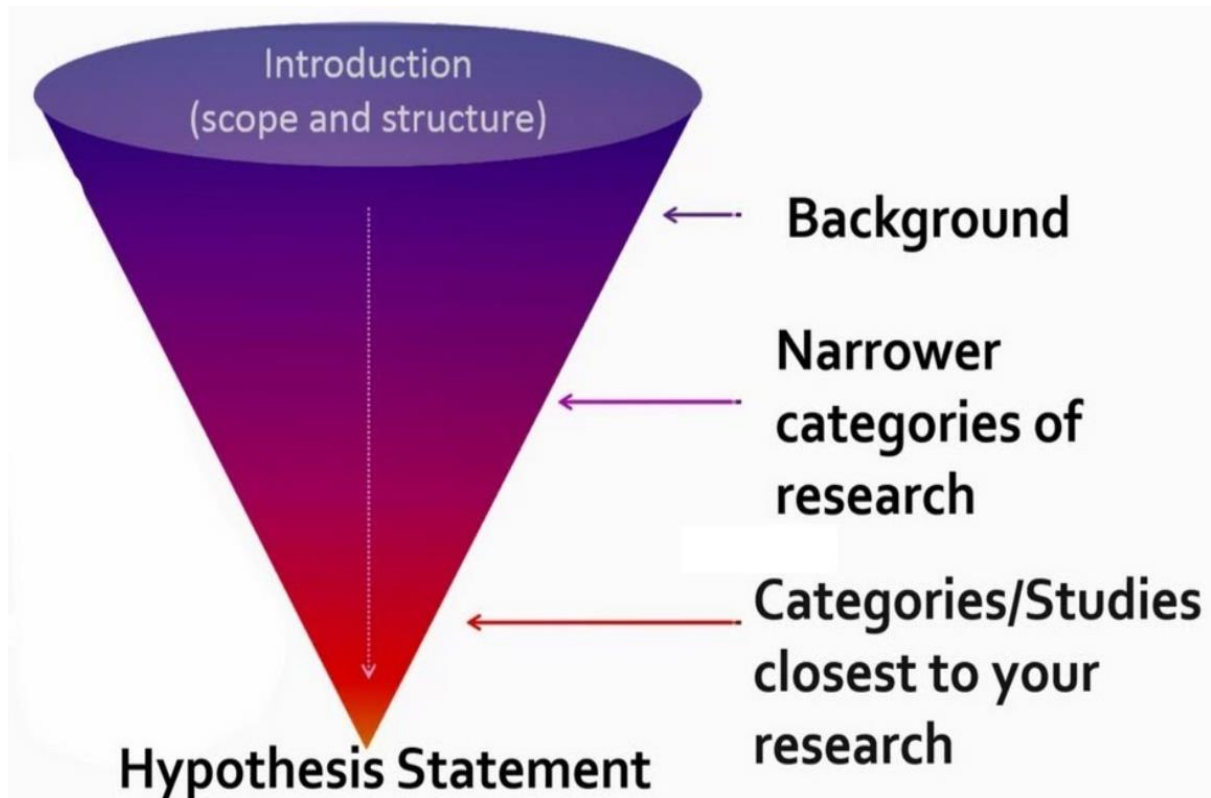 Introduction
(scope and structure)
Background
Narrower
categories of
research
Categories/Studies
closest to your
research
Hypothesis Statement